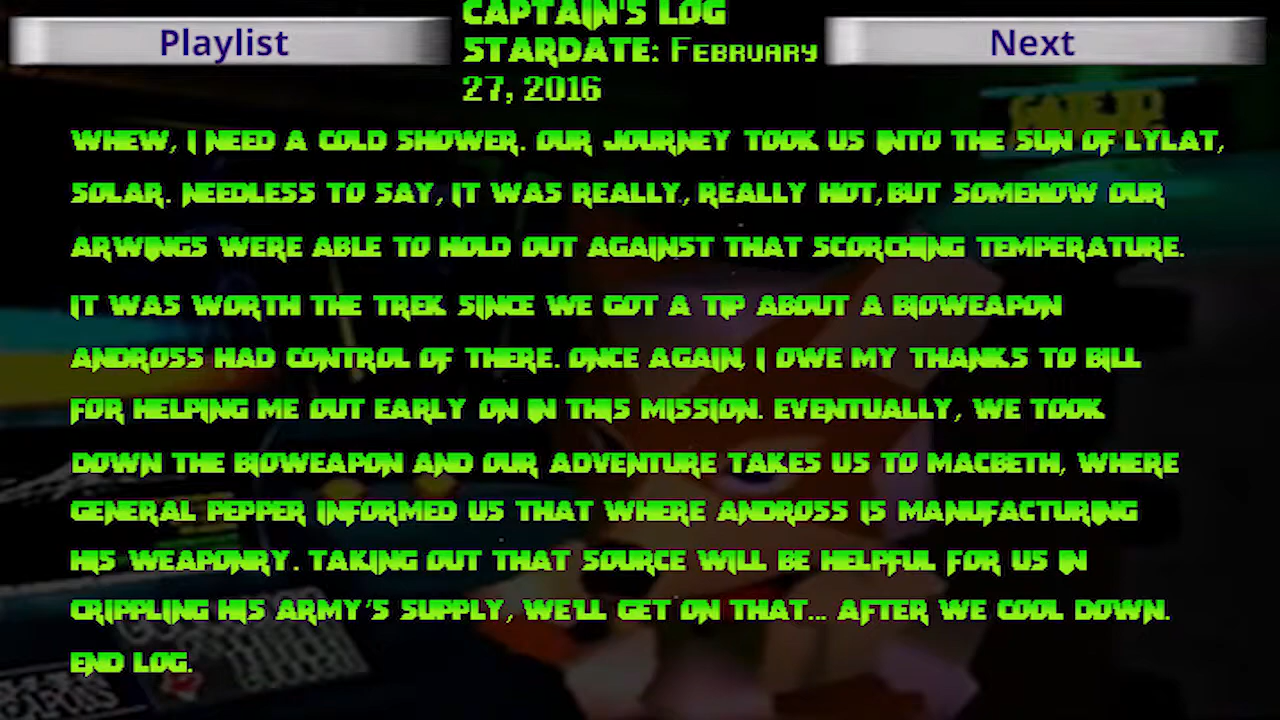 CAPTAIN'S LOG
Playlist
STARDATE: February
Next
27, 2016
WHEW, I NEED A COLD SHOWER. OUR JOURNEY TOOK US INTO THE SUN OF LYLAT,
SOLAR. NEEDLESS TO SAY, IT WAS REALLY, REALLY HOT, BUT SOMEHOW OUR
ARWINGS WERE ABLE TO HOLD OUT AGAINST THAT SCORCHING TEMPERATURE.
IT WAS WORTH THE TREK SINCE WE GOT A TIP ABOUT A BIOWEAPON
ANDROSS HAD CONTROL OF THERE. ONCE AGAIN, I OWE MY THANKS TO BILL
FOR HELPING ME OUT EARLY ON IN THIS MISSION. EVENTUALLY, WE TOOK
DOWN THE BIOWEAPON AND OUR ADVENTURE TAKES US TO MACBETH, WHERE
GENERAL PEPPER INFORMED US THAT WHERE ANDROSS IS MANUFACTURING
HIS WEAPONRY. TAKING OUT THAT SOURCE WILL BE HELPFUL FOR US IN
CRIPPLING HIS ARMY'S SUPPLY, WE'LL GET ON THAT... AFTER WE COOL DOWN.
END LOG.